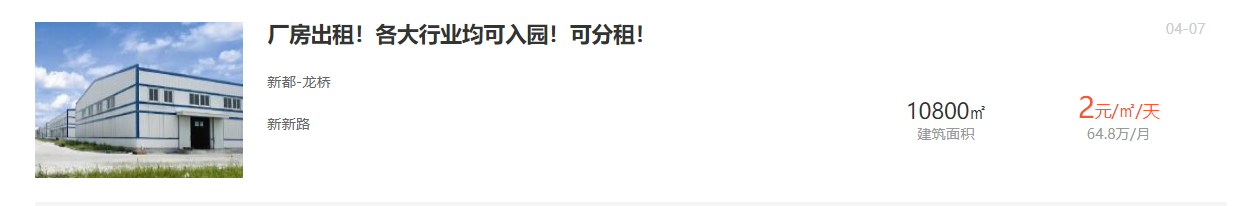 厂房出租！各大行业均可入园！可分租！
04-07
新都-龙桥
新新路
10800㎡
建筑面积
2元/㎡/天
64.8万/月